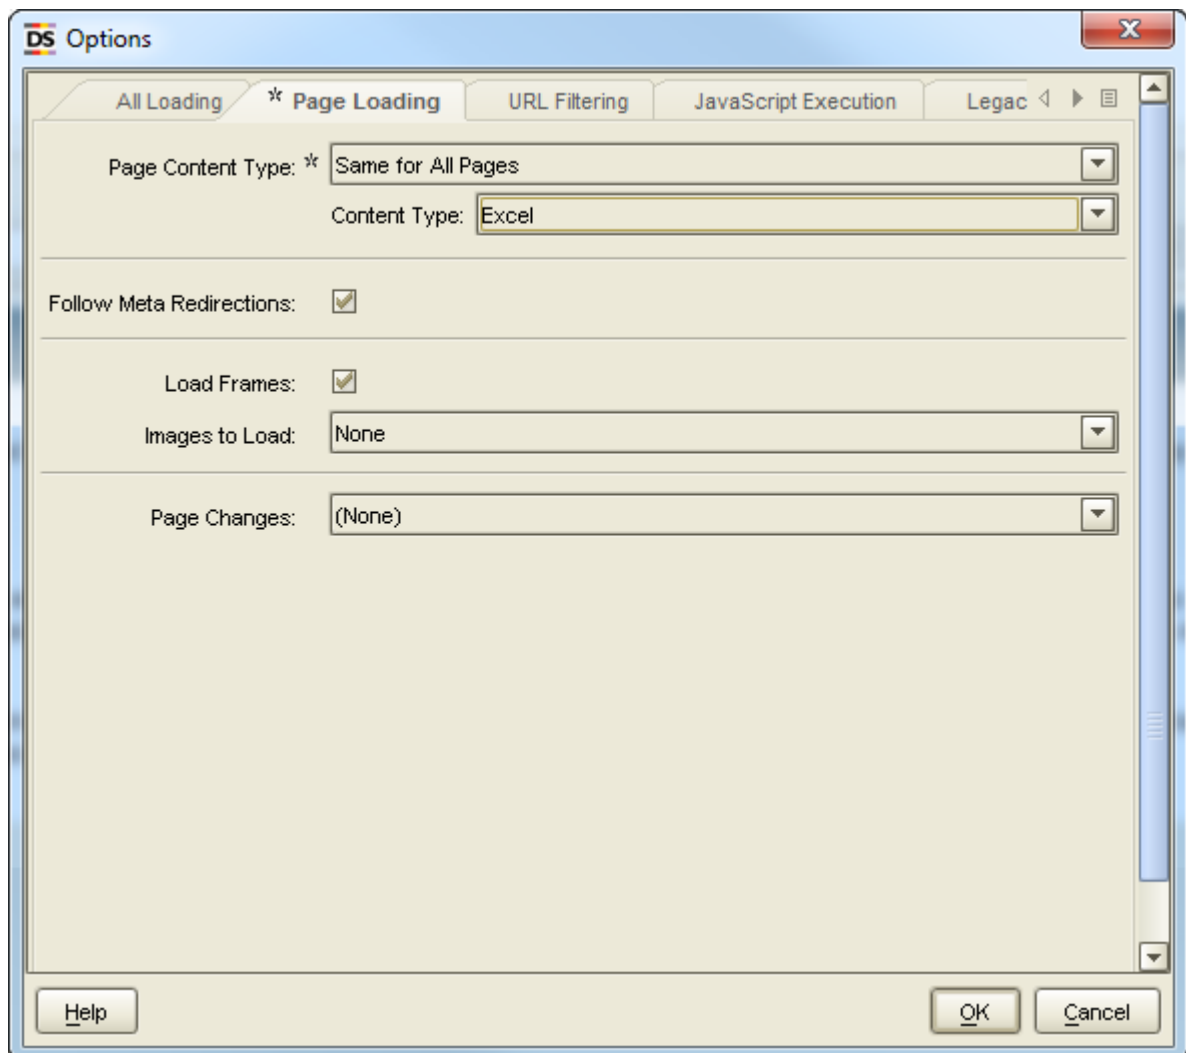 DS Options
All Loading * Page Loading URL Filtering JavaScript Execution Legac
Page Content Type: * Same for All Pages
Content Type: Excel
Follow Meta Redirections:
Load Frames:
Images to Load: None
Page Changes: (None)
Help OK Cancel